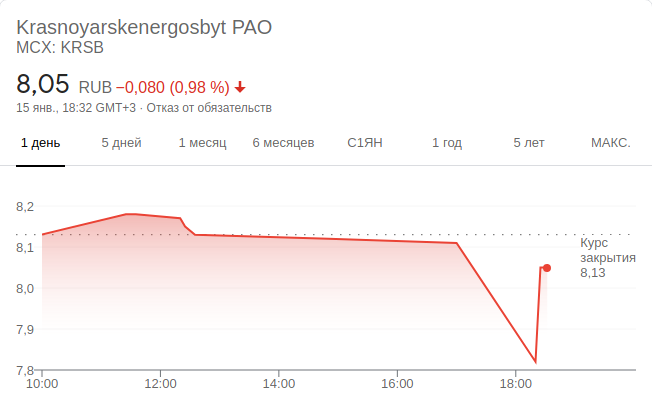 Krasnoyarskenergosbyt PAO
MCX: KRSB
8,05 RUB −0,080 (0,98 %)
15 янв., 18:32 GMT+3 · Отказ от обязательств
1 день 5 дней 1 месяц 6 месяцев С1ЯН 1 год 5 лет МАКС.
8,2
8,1
8,0
7,9
7,8
Курс
закрытия
8,13
10:00 12:00 14:00 16:00 18:00